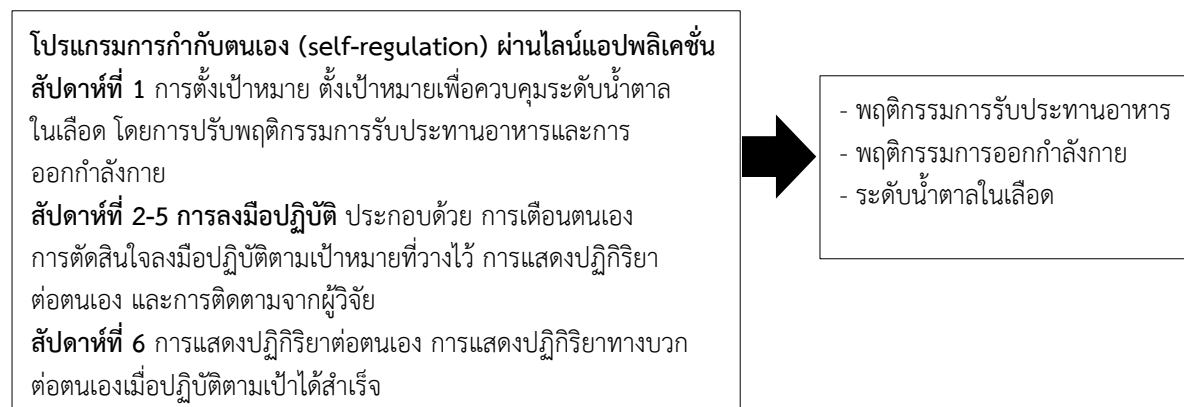 โปรแกรมการกำกับตนเอง (self-regulation) ผ่านไลน์แอปพลิเคชั่น
สัปดาห์ที่ 1 การตั้งเป้าหมาย ตั้งเป้าหมายเพื่อควบคุมระดับน้ำตาล
ในเลือด โดยการปรับพฤติกรรมการรับประทานอาหารและการ
ออกกำลังกาย
สัปดาห์ที่ 2-5 การลงมือปฏิบัติ ประกอบด้วย การเตือนตนเอง
การตัดสินใจลงมือปฏิบัติตามเป้าหมายที่วางไว้ การแสดงปฏิกิริยา
ต่อตนเอง และการติดตามจากผู้วิจัย
สัปดาห์ที่ 6 การแสดงปฏิกิริยาต่อตนเอง การแสดงปฏิกิริยาทางบวก
ต่อตนเองเมื่อปฏิบัติตามเป้าได้สำเร็จ
- พฤติกรรมการรับประทานอาหาร
- พฤติกรรมการออกกำลังกาย
- ระดับน้ำตาลในเลือด